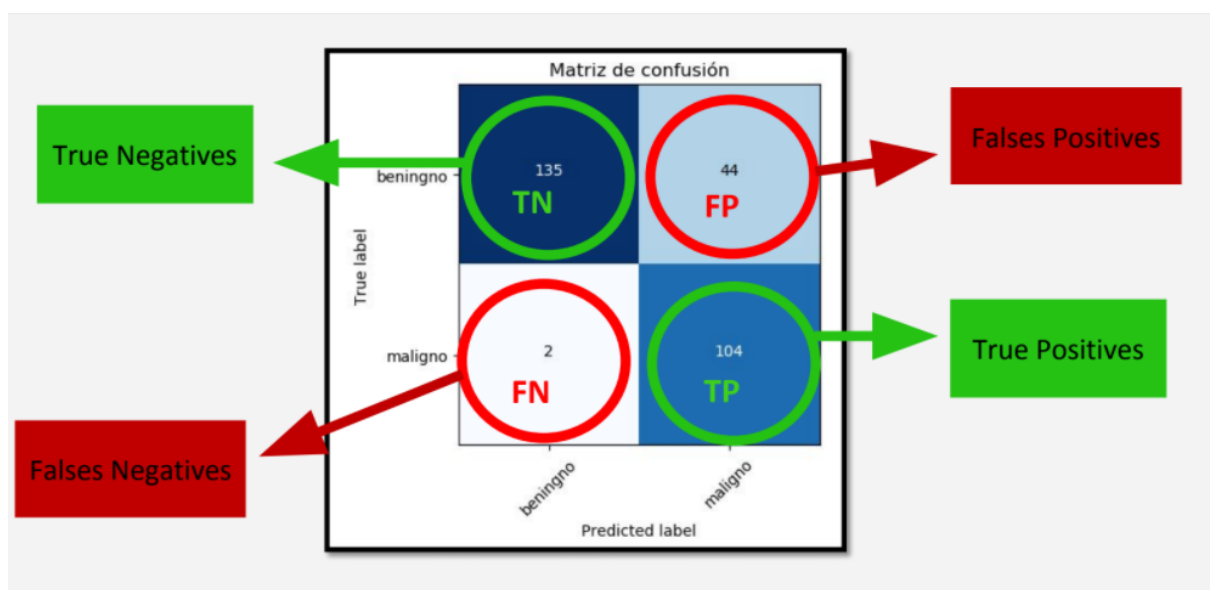 Matriz de confusión
True Negatives
Falses Positives
beningno
135
44
TN
FP
True label
maligno
2
104
FN
TP
True Positives
Falses Negatives
beningno
maligno
Predicted label